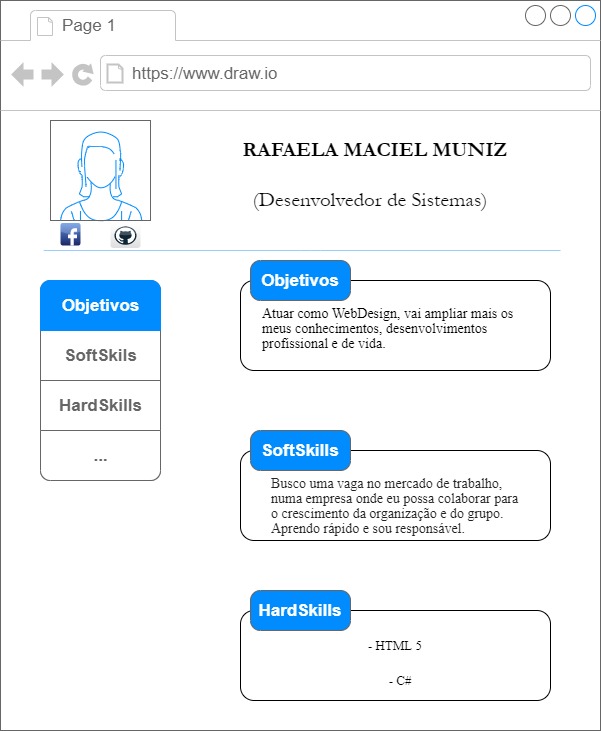 Page 1
https://www.draw.io
RAFAELA MACIEL MUNIZ
(Desenvolvedor de Sistemas)
Objetivos
SoftSkils
HardSkills
...
Objetivos
Atuar como WebDesign, vai ampliar mais os
meus conhecimentos, desenvolvimentos
profissional e de vida.
SoftSkills
Busco uma vaga no mercado de trabalho,
numa empresa onde eu possa colaborar para
o crescimento da organização e do grupo.
Aprendo rápido e sou responsável.
HardSkills
- HTML 5
- C#